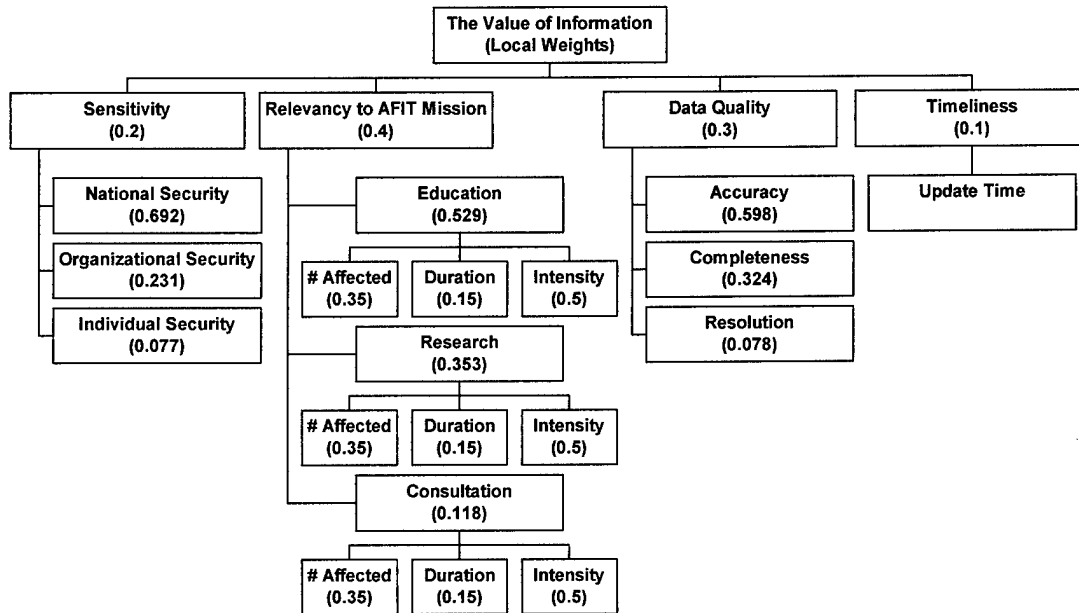 The Value of Information
(Local Weights)
Sensitivity
(0.2)
Relevancy to AFIT Mission
(0.4)
Data Quality
(0.3)
Timeliness
(0.1)
National Security
(0.692)
Organizational Security
(0.231)
Individual Security
(0.077)
Education
(0.529)
# Affected
(0.35)
Duration
(0.15)
Intensity
(0.5)
Research
(0.353)
# Affected
(0.35)
Duration
(0.15)
Intensity
(0.5)
Consultation
(0.118)
# Affected
(0.35)
Duration
(0.15)
Intensity
(0.5)
Accuracy
(0.598)
Completeness
(0.324)
Resolution
(0.078)
Update Time